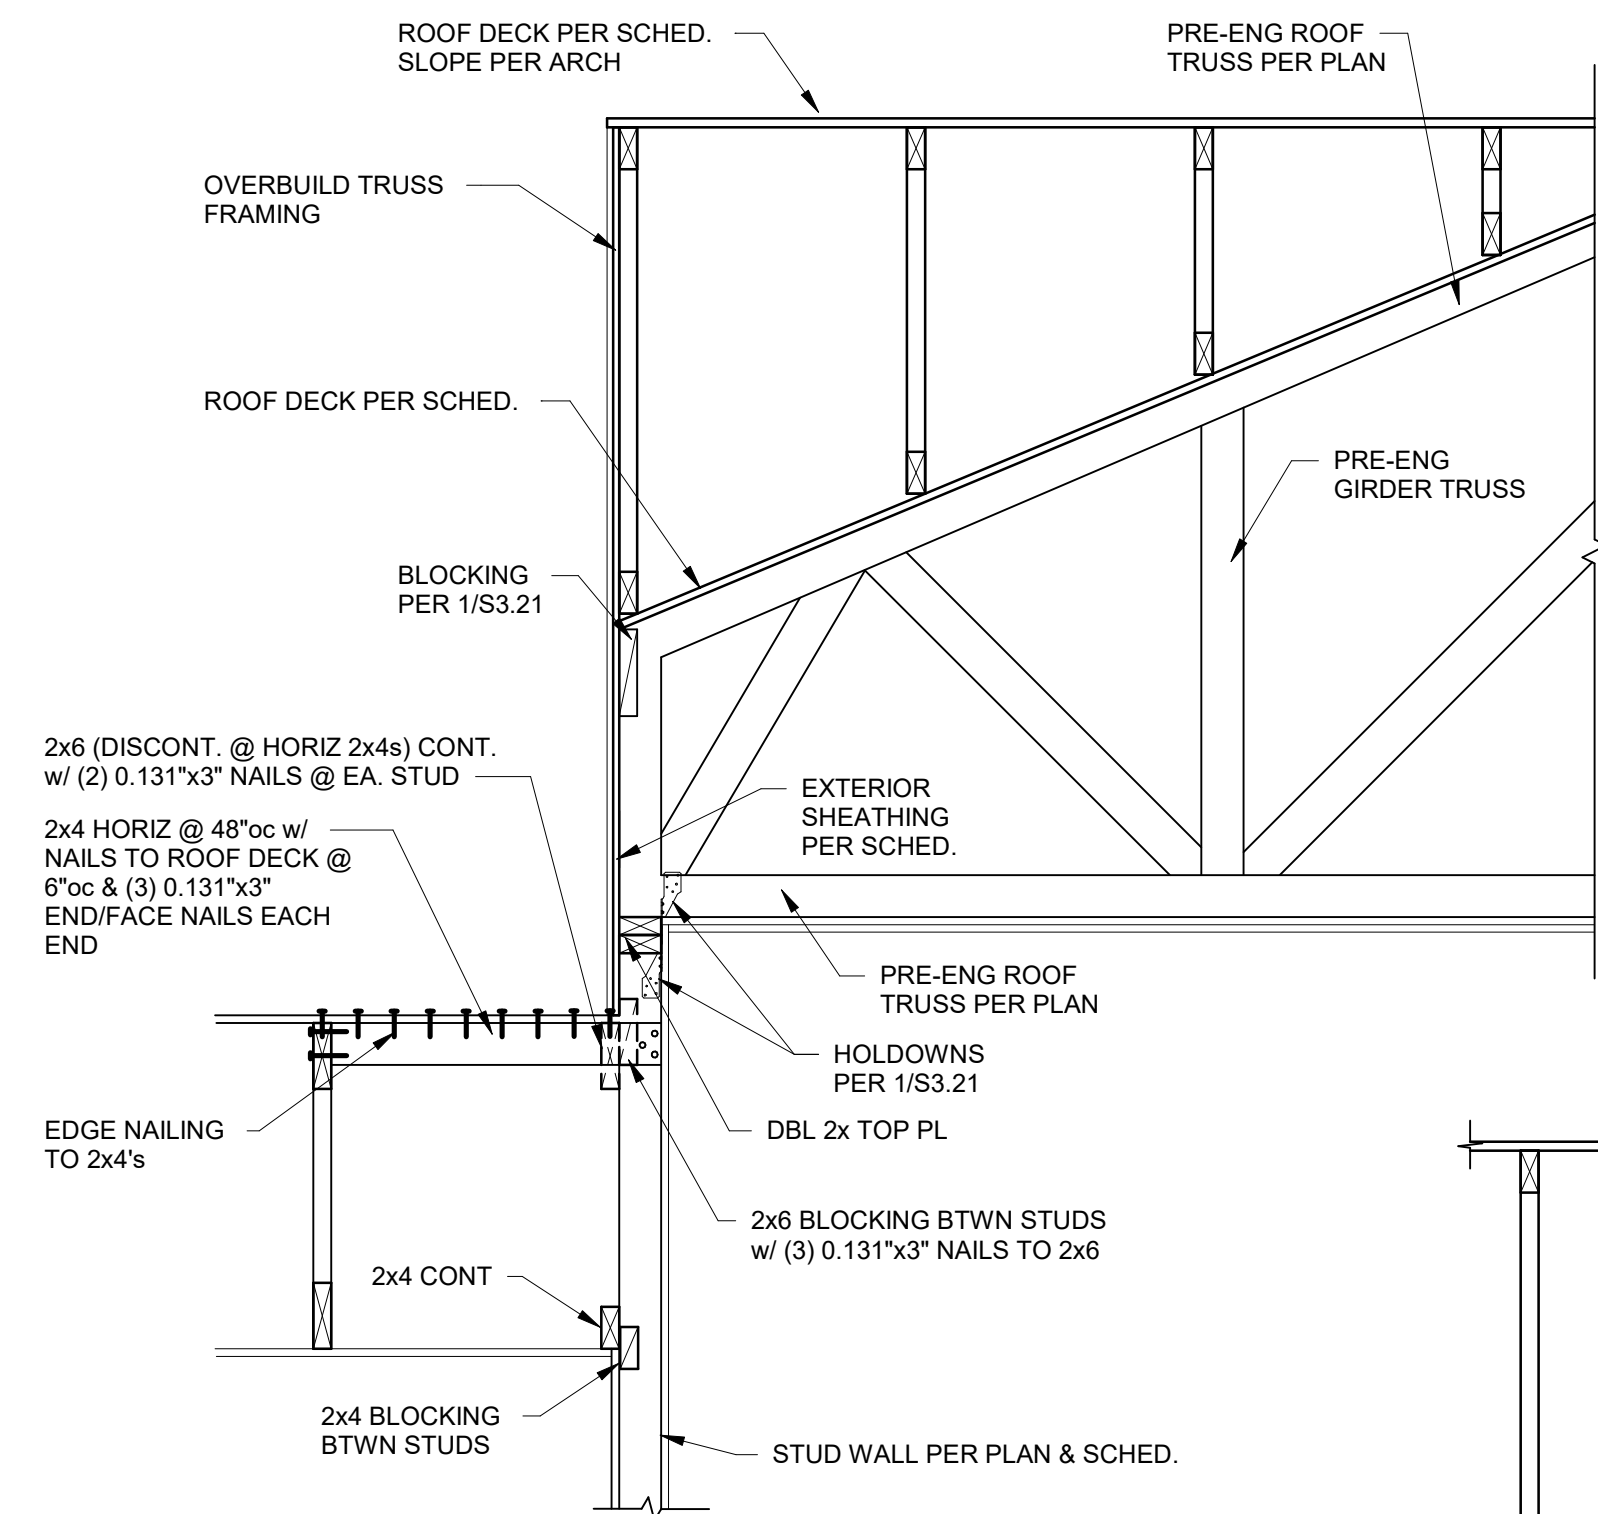 ROOF DECK PER SCHED.
SLOPE PER ARCH
PRE-ENG ROOF
TRUSS PER PLAN
OVERBUILD TRUSS
FRAMING
ROOF DECK PER SCHED.
PRE-ENG
GIRDER TRUSS
BLOCKING
PER 1/S3.21
2x6 (DISCONT. @ HORIZ 2x4s) CONT.
w/ (2) 0.131"x3" NAILS @ EA. STUD
EXTERIOR
SHEATHING
PER SCHED.
2x4 HORIZ @ 48"oc w/
NAILS TO ROOF DECK @
6"oc & (3) 0.131"x3"
END/FACE NAILS EACH
END
PRE-ENG ROOF
TRUSS PER PLAN
HOLDOWNS
PER 1/S3.21
EDGE NAILING
TO 2x4's
DBL 2x TOP PL
2x6 BLOCKING BTWN STUDS
w/ (3) 0.131"x3" NAILS TO 2x6
2x4 CONT
2x4 BLOCKING
BTWN STUDS
STUD WALL PER PLAN & SCHED.